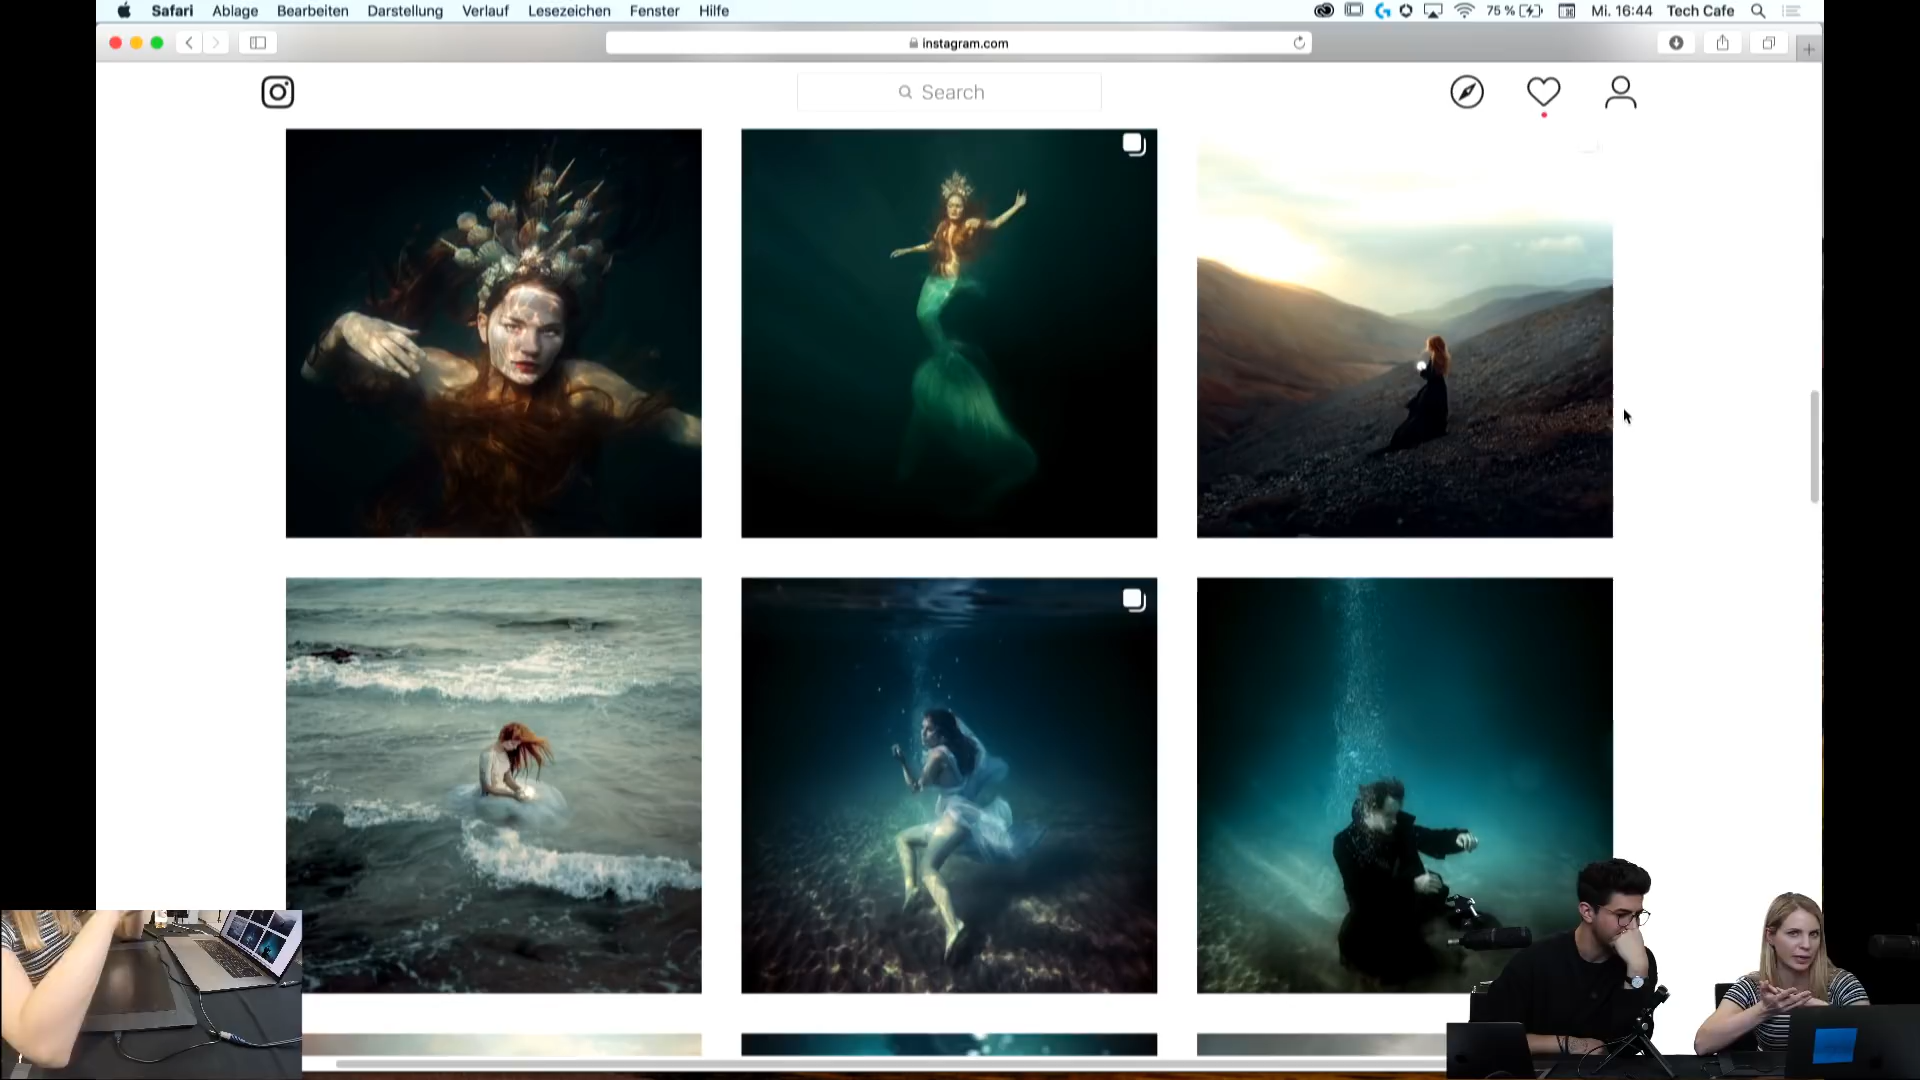 Safari Ablage Bearbeiten Darstellung Verlauf Lesezeichen Fenster Hilfe 75 % Mi. 16:44 Tech Cafe
instagram.com
Search